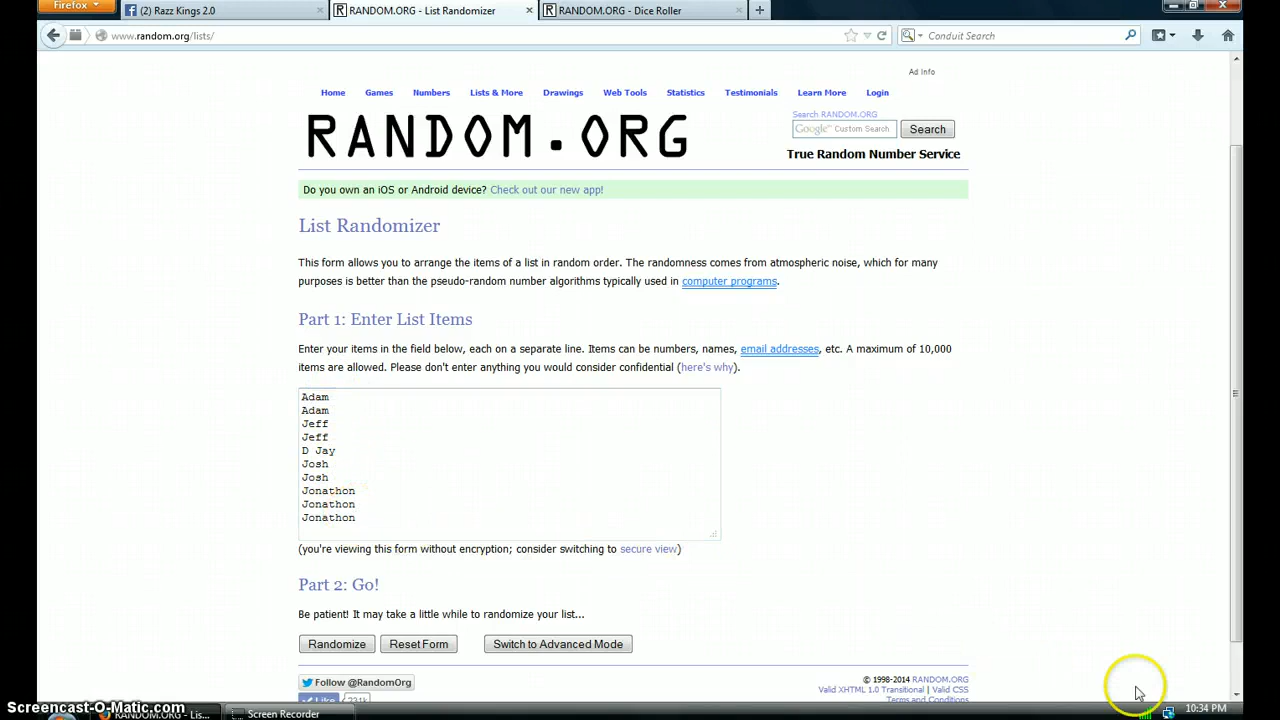 Firefox
(2) Razz Kings 2.0
RANDOM.ORG - List Randomizer
RANDOM.ORG - Dice Roller
www.random.org/lists/
Conduit Search
Ad Info
Home Games Numbers Lists & More Drawings Web Tools Statistics Testimonials Learn More Login
RANDOM.ORG
Search RANDOM.ORG
Google™ Custom Search
Search
True Random Number Service
Do you own an iOS or Android device? Check out our new app!
List Randomizer
This form allows you to arrange the items of a list in random order. The randomness comes from atmospheric noise, which for many
purposes is better than the pseudo-random number algorithms typically used in computer programs.
Part 1: Enter List Items
Enter your items in the field below, each on a separate line. Items can be numbers, names, email addresses, etc. A maximum of 10,000
items are allowed. Please don't enter anything you would consider confidential (here's why).
Adam
Adam
Jeff
Jeff
D Jay
Josh
Josh
Jonathon
Jonathon
Jonathon
(you're viewing this form without encryption; consider switching to secure view)
Part 2: Go!
Be patient! It may take a little while to randomize your list...
Randomize Reset Form Switch to Advanced Mode
Follow @RandomOrg
© 1998-2014 RANDOM.ORG
Valid XHTML 1.0 Transitional | Valid CSS
Terms and Conditions
Like
Screencast-O-Matic.com
RANDOM.ORG - Lis...
Screen Recorder
10:34 PM